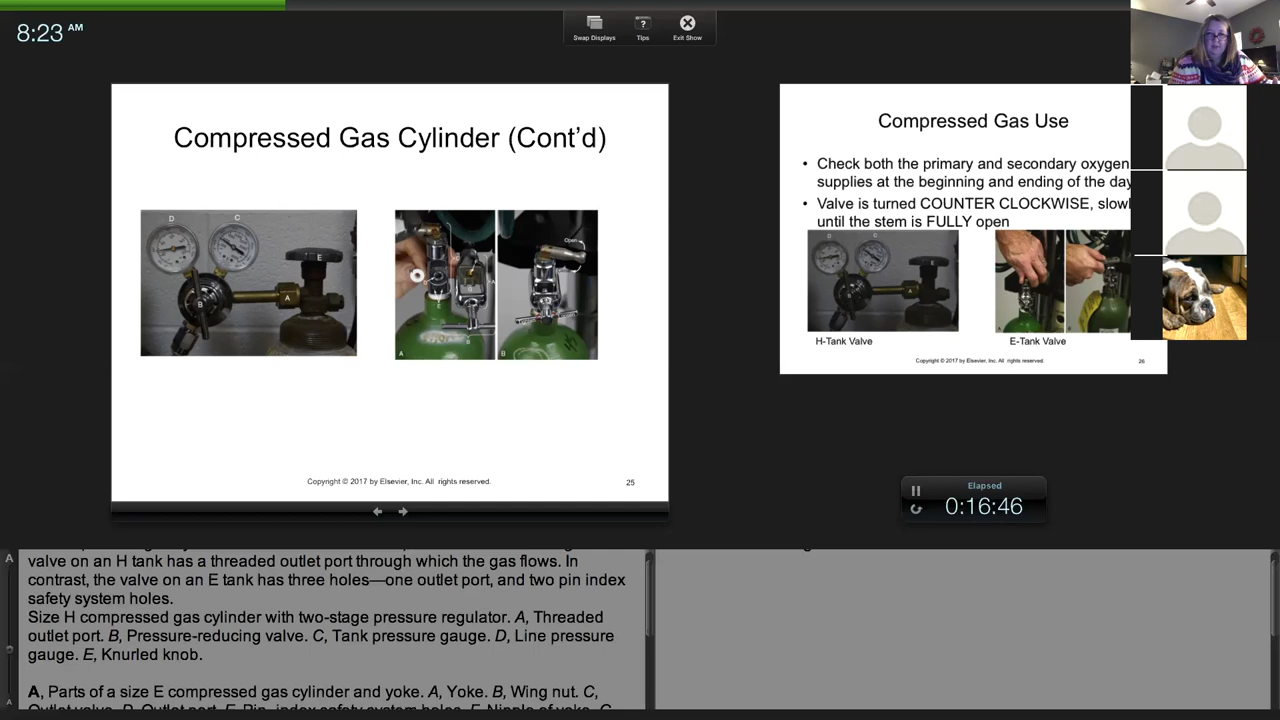 8:23 AM
Swap Displays
Tips
Exit Show
Compressed Gas Cylinder (Cont'd)
D
C
E
A
B
Open
A
B
Copyright © 2017 by Elsevier, Inc. All rights reserved.
25
Compressed Gas Use
• Check both the primary and secondary oxygen
supplies at the beginning and ending of the day
• Valve is turned COUNTER CLOCKWISE, slowl
until the stem is FULLY open
H-Tank Valve
E-Tank Valve
Copyright © 2017 by Elsevier, Inc. All rights reserved.
26
Elapsed
0:16:46
A
A
valve on an H tank has a threaded outlet port through which the gas flows. In
contrast, the valve on an E tank has three holes—one outlet port, and two pin index
safety system holes.
Size H compressed gas cylinder with two-stage pressure regulator. A, Threaded
outlet port. B, Pressure-reducing valve. C, Tank pressure gauge. D, Line pressure
gauge. E, Knurled knob.
A, Parts of a size E compressed gas cylinder and yoke. A, Yoke. B, Wing nut. C,